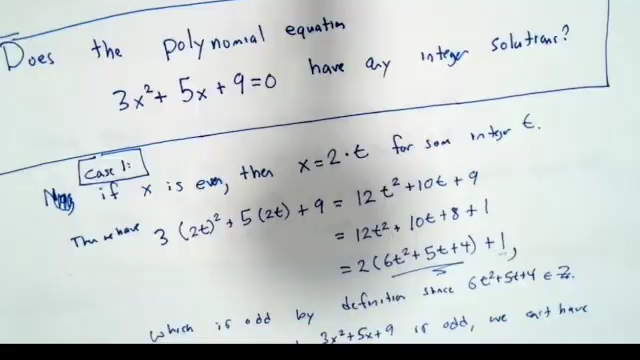 Does the polynomial equation
3x² + 5x + 9 = 0 have any integer solutions?
Case 1:
if x is even, then x = 2·t for som integer t.
Thus we have 3(2t)² + 5(2t) + 9 = 12t² + 10t + 9
= 12t² + 10t + 8 + 1
= 2(6t² + 5t + 4) + 1,
which is odd by definition since 6t² + 5t + 4 ∈ ℤ.
3x² + 5x + 9 is odd, we can't have